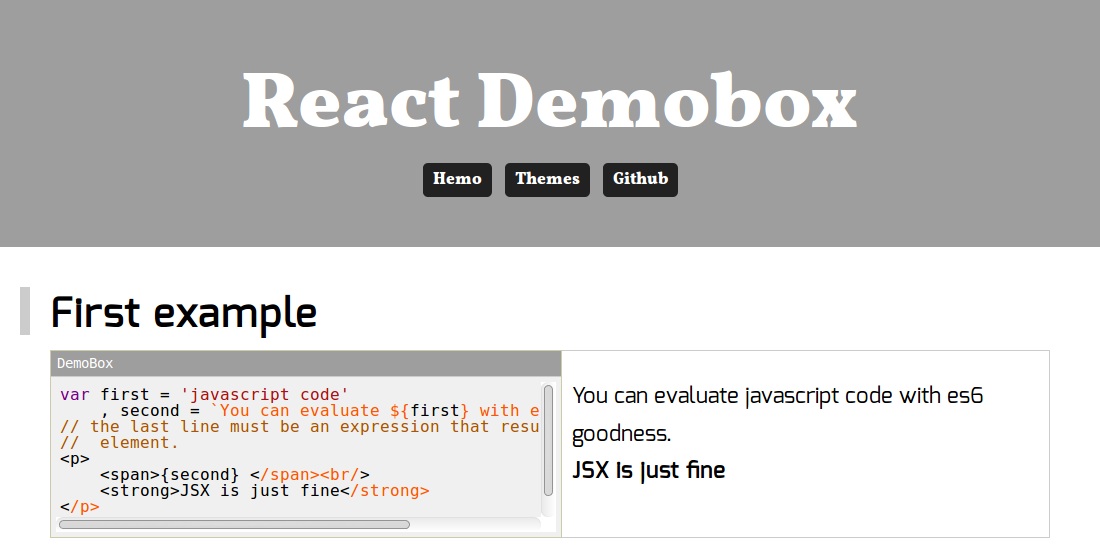 React Demobox
Hemo Themes Github
First example
DemoBox
var first = 'javascript code'
    , second = `You can evaluate ${first} with e
// the last line must be an expression that resu
//  element.
<p>
    <span>{second} </span><br/>
    <strong>JSX is just fine</strong>
</p>
You can evaluate javascript code with es6
goodness.
JSX is just fine